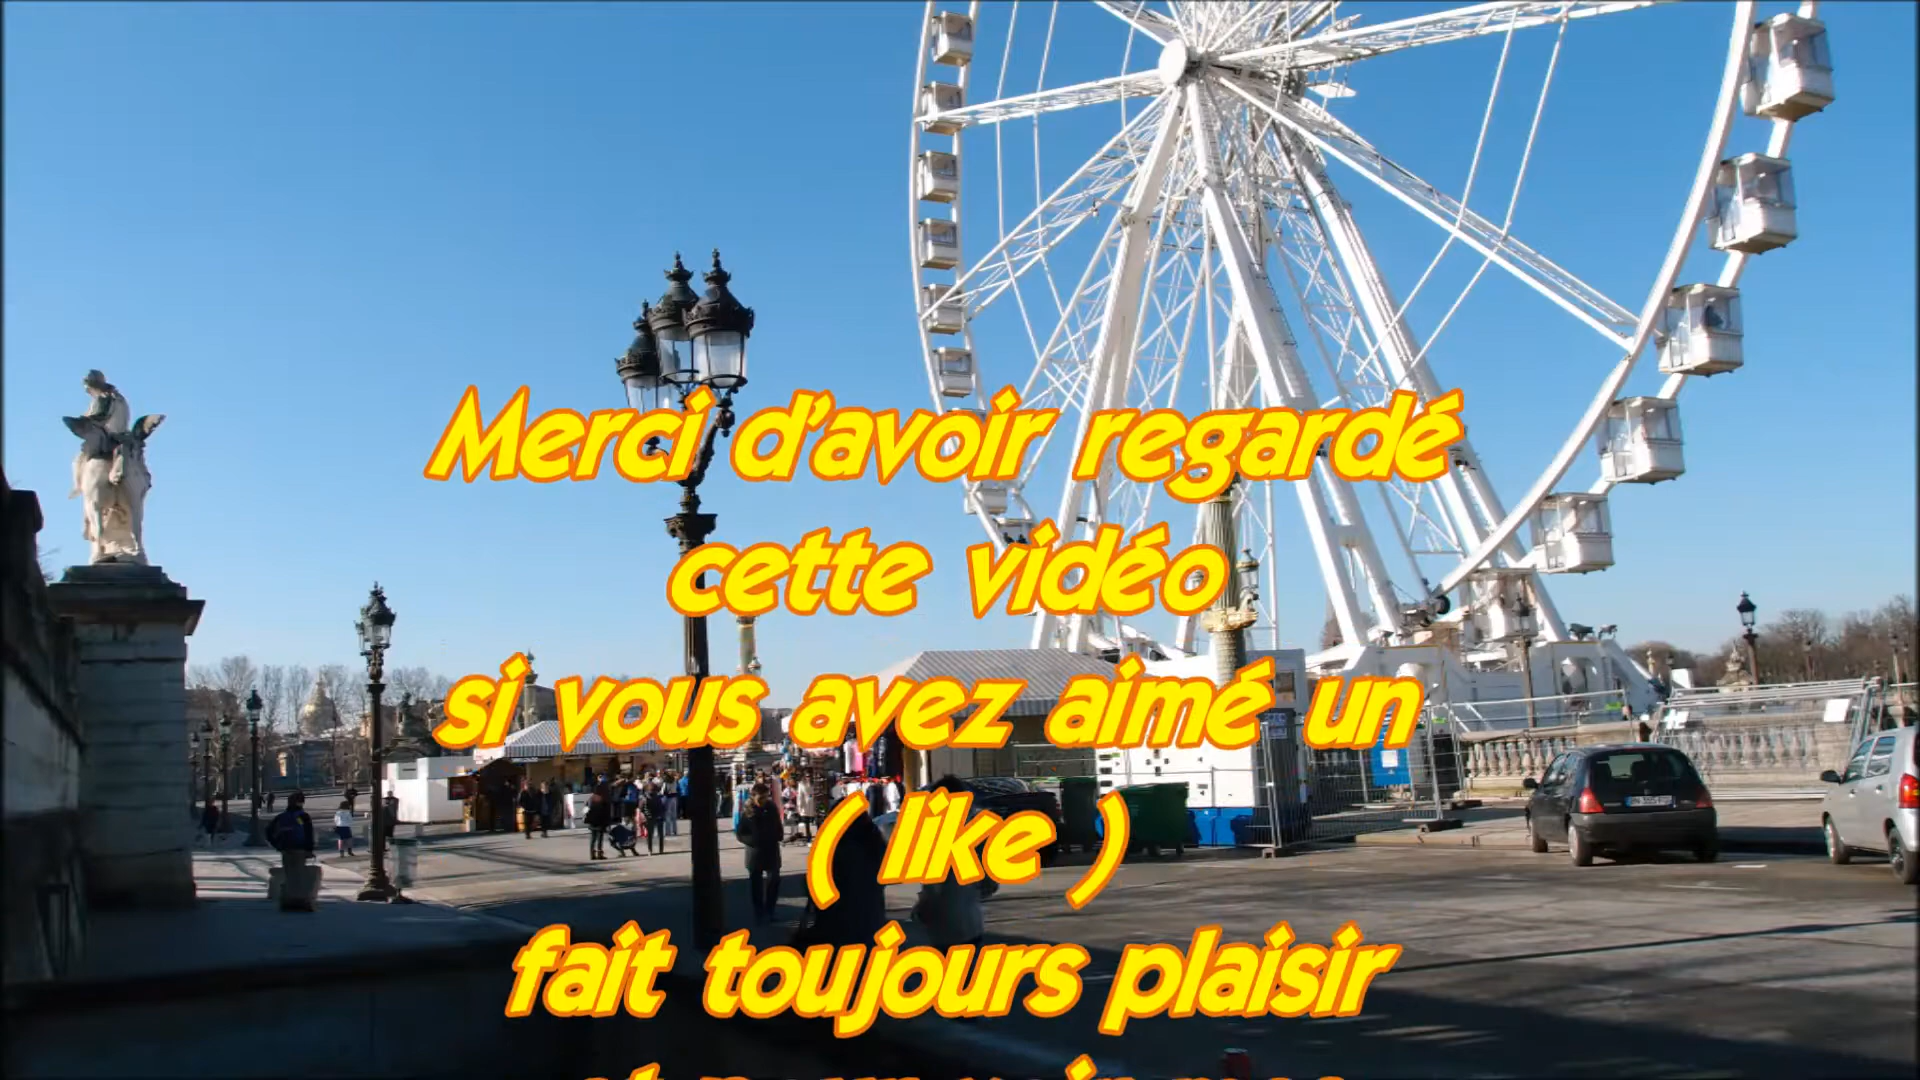 Merci d'avoir regardé
cette vidéo
si vous avez aimé un
( like )
fait toujours plaisir